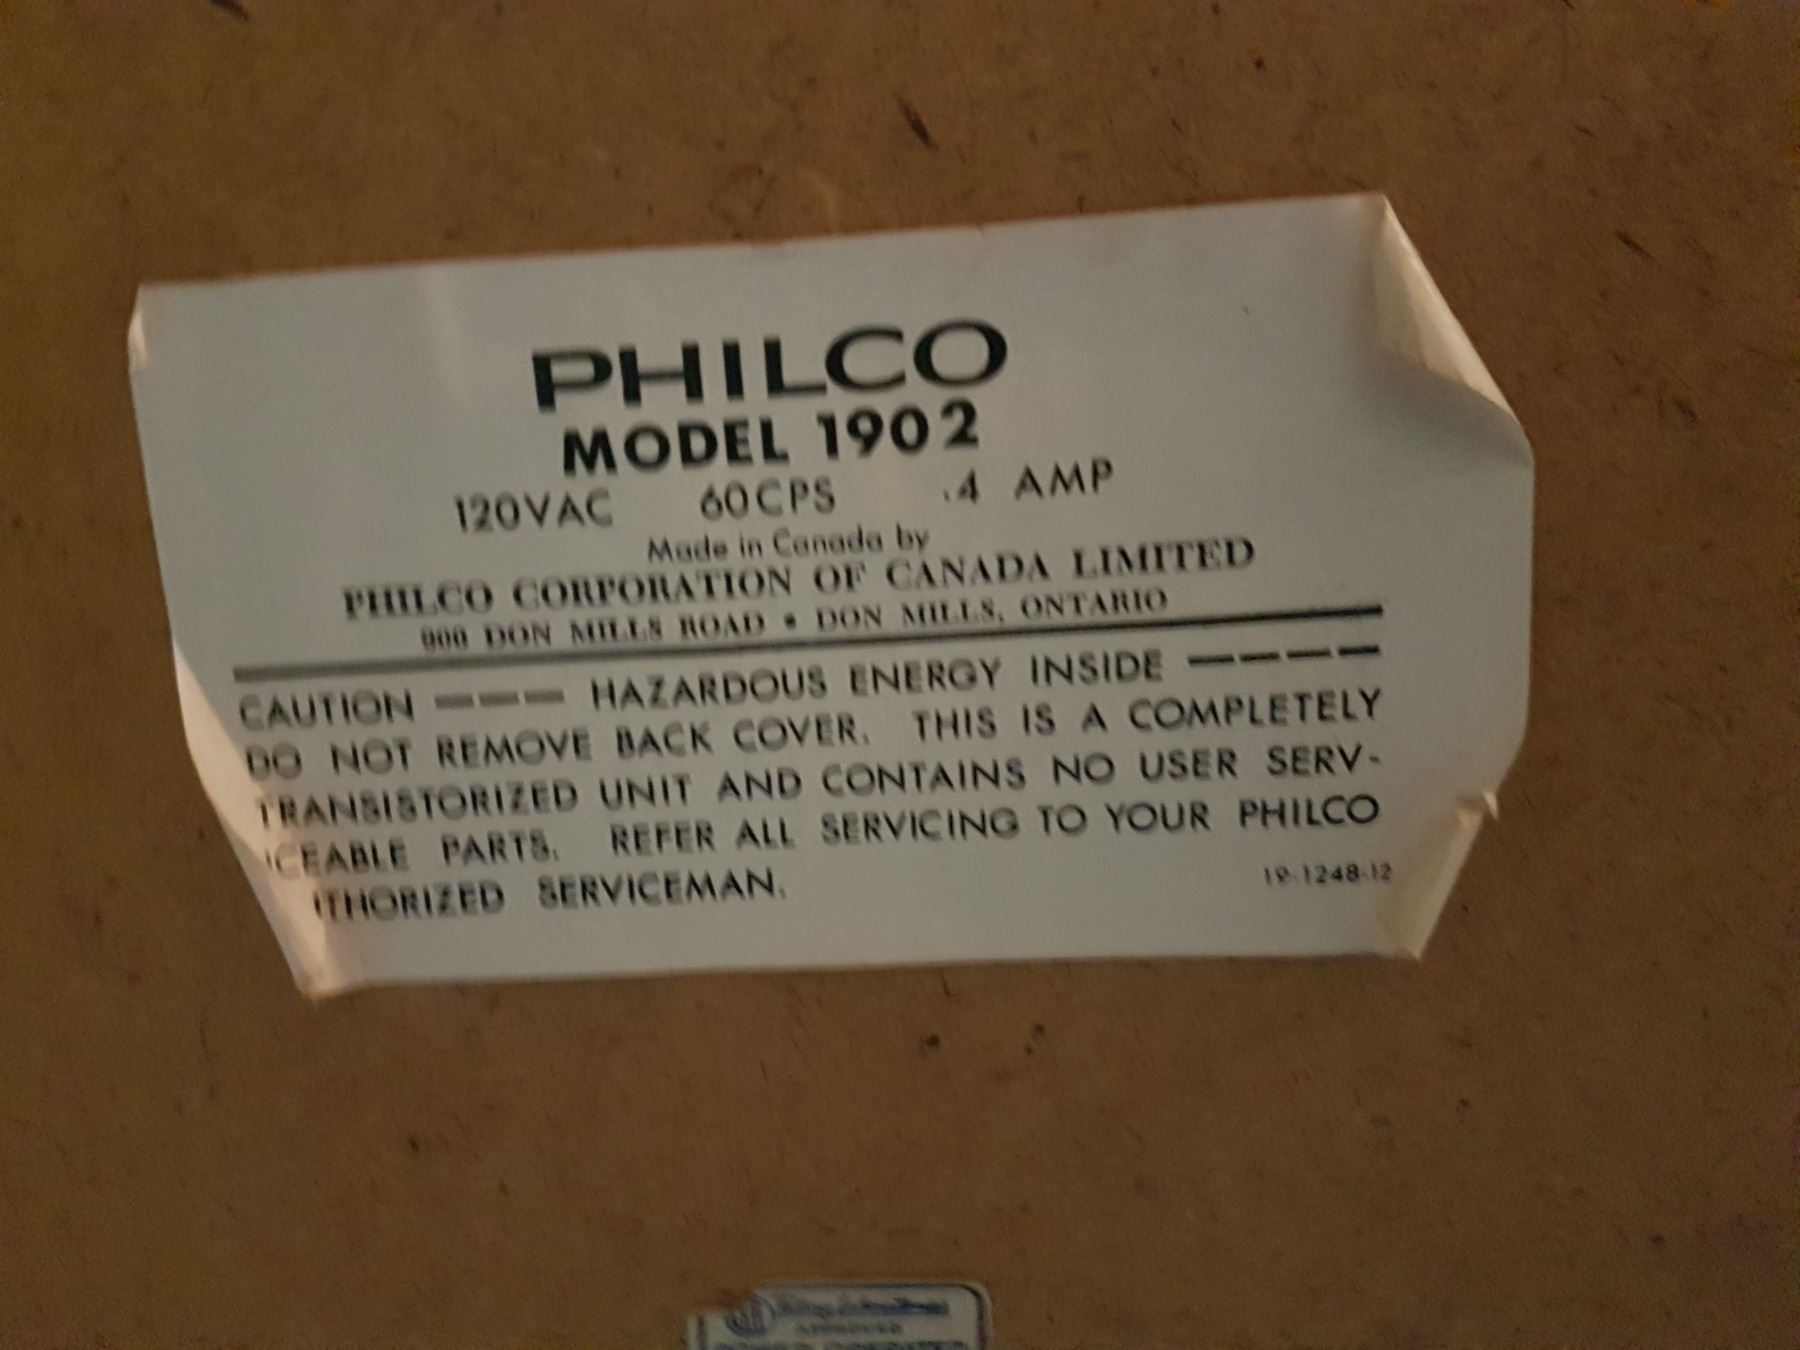 PHILCO
MODEL 1902
120VAC 60CPS .4 AMP
Made in Canada by
PHILCO CORPORATION OF CANADA LIMITED
900 DON MILLS ROAD • DON MILLS, ONTARIO
CAUTION ――― HAZARDOUS ENERGY INSIDE ――――
DO NOT REMOVE BACK COVER. THIS IS A COMPLETELY
TRANSISTORIZED UNIT AND CONTAINS NO USER SERV-
ICEABLE PARTS. REFER ALL SERVICING TO YOUR PHILCO
THORIZED SERVICEMAN.
19-1248-12
APPROVED